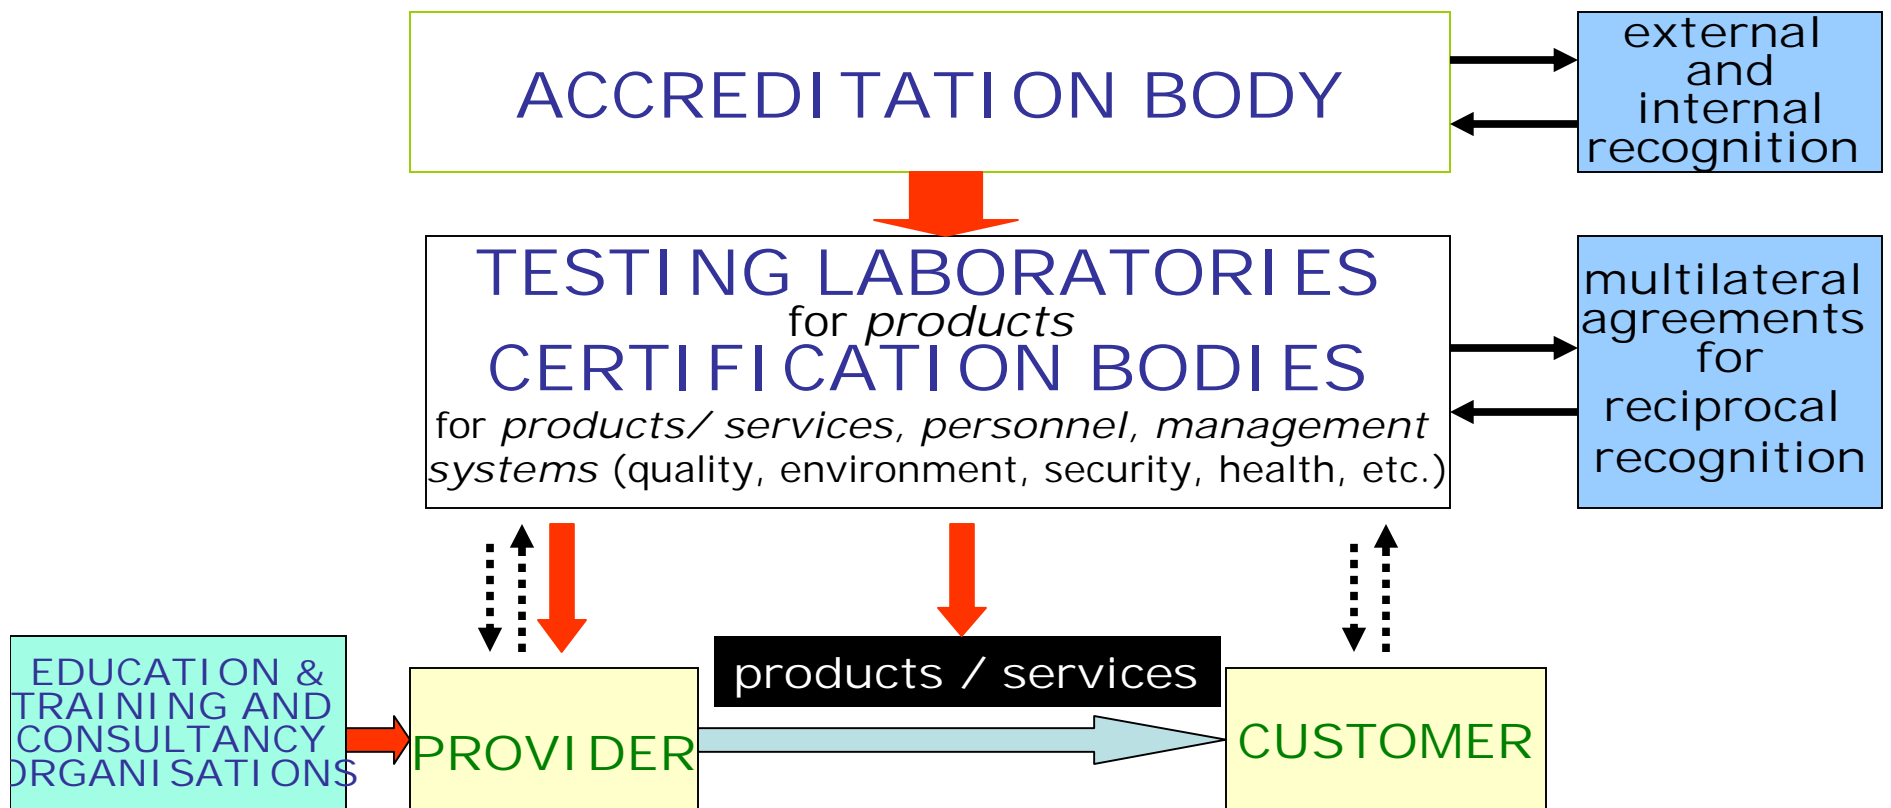 ACCREDITATION BODY
external
and
internal
recognition
TESTING LABORATORIES
for products
CERTIFICATION BODIES
for products/ services, personnel, management
systems (quality, environment, security, health, etc.)
multilateral
agreements
for
reciprocal
recognition
EDUCATION &
TRAINING AND
CONSULTANCY
ORGANISATIONS
PROVIDER
products / services
CUSTOMER